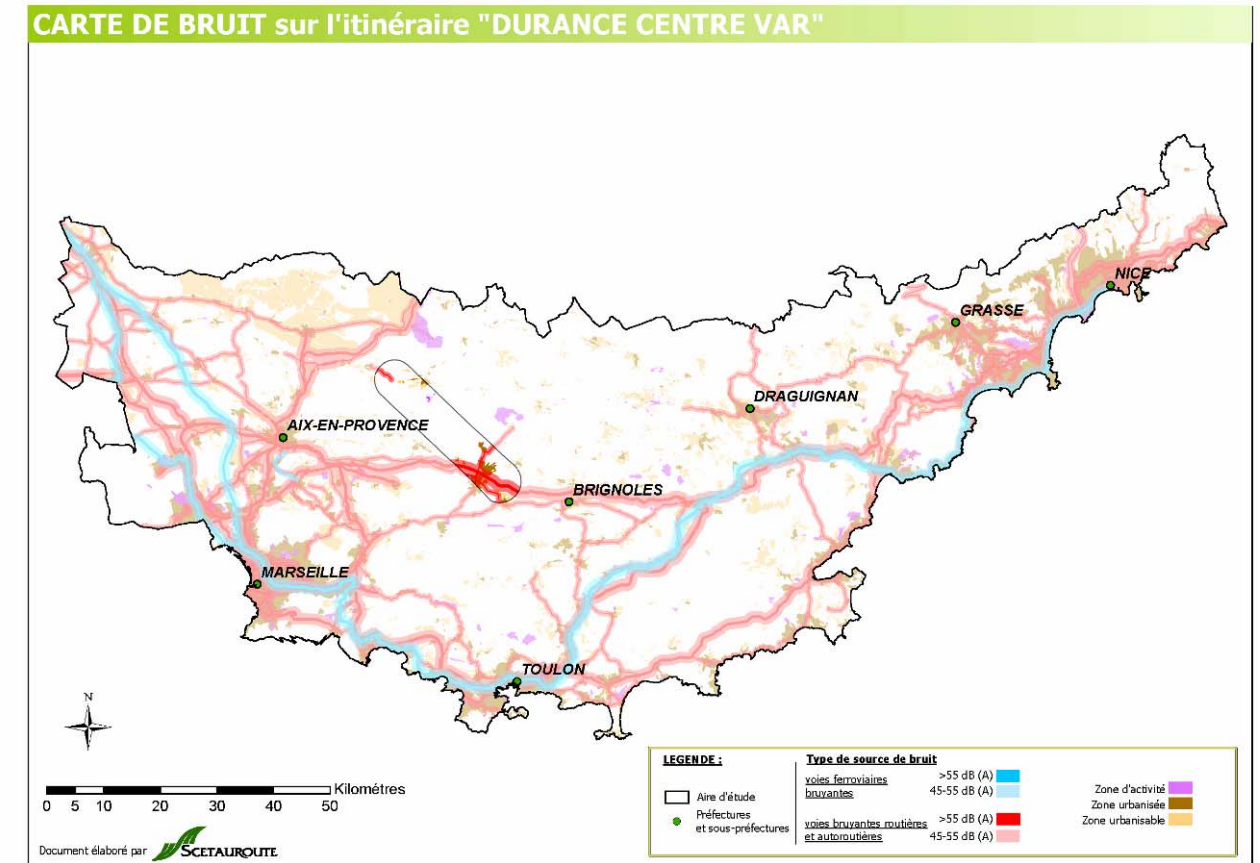 CARTE DE BRUIT sur l'itinéraire "DURANCE CENTRE VAR"
NICE
GRASSE
DRAGUIGNAN
AIX-EN-PROVENCE
BRIGNOLES
MARSEILLE
TOULON
N
Kilométres
0 5 10 20 30 40 50
Document élaboré par SCETAUROUTE
LEGENDE :
Aire d'étude
Préfectures
et sous-préfectures
Type de source de bruit
voies ferroviaires >55 dB (A)
bruyantes 45-55 dB (A)
voies bruyantes routières >55 dB (A)
et autoroutières 45-55 dB (A)
Zone d'activité
Zone urbanisée
Zone urbanisable